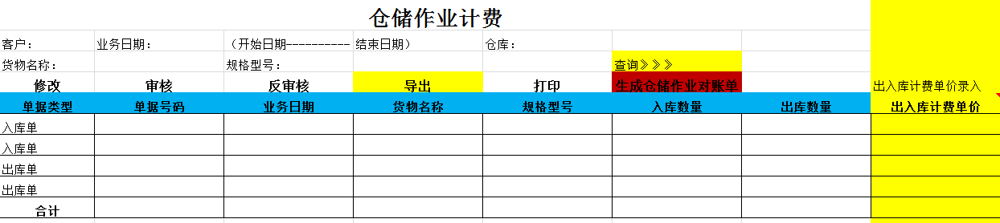 仓储作业计费
客户： 业务日期： （开始日期---------- 结束日期） 仓库：
货物名称： 规格型号： 查询》》》
修改 审核 反审核 导出 打印 生成仓储作业对账单 出入库计费单价录入
单据类型 单据号码 业务日期 货物名称 规格型号 入库数量 出库数量 出入库计费单价
入库单
入库单
出库单
出库单
合计